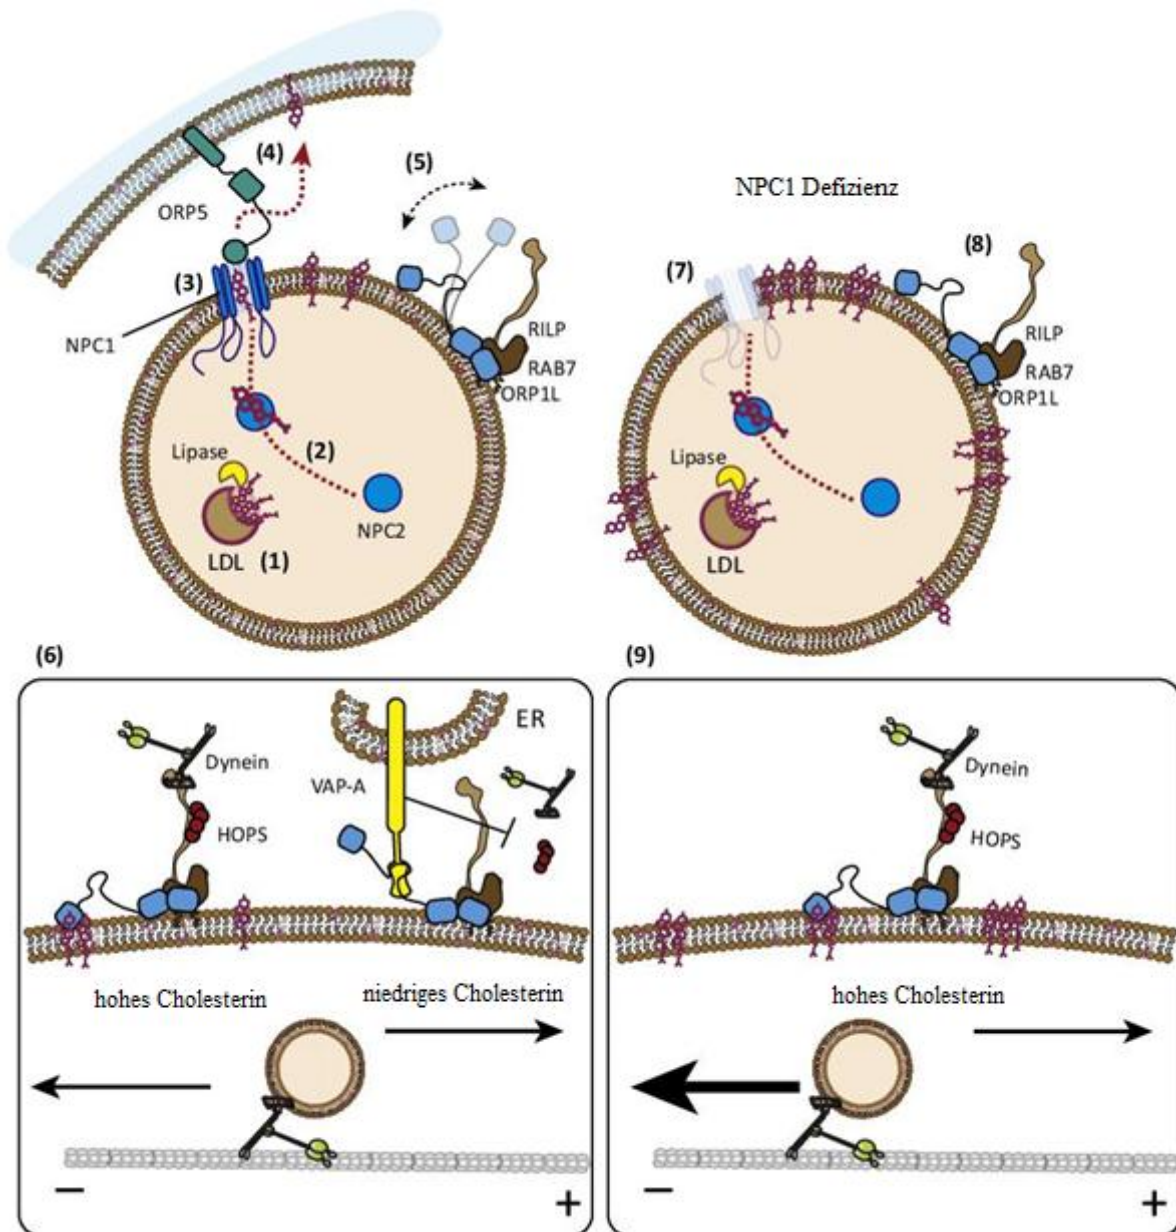 (4)
(5)
NPC1 Defizienz
ORP5
(3)
(7)
(8)
NPC1
RILP
RAB7
ORP1L
RILP
RAB7
ORP1L
Lipase
(2)
NPC2
LDL (1)
Lipase
LDL
(6)
(9)
ER
Dynein
VAP-A
HOPS
Dynein
HOPS
hohes Cholesterin
niedriges Cholesterin
hohes Cholesterin
− +
− +